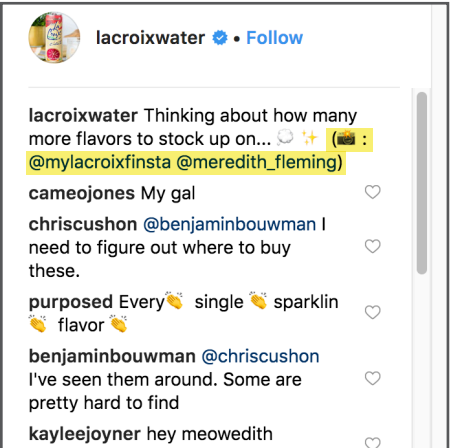 lacroixwater • Follow
lacroixwater Thinking about how many
more flavors to stock up on... 💭 ✨ (📸 :
@mylacroixfinsta @meredith_fleming)
cameojones My gal
chriscushon @benjaminbouwman I
need to figure out where to buy
these.
purposed Every👏 single 👏 sparklin
👏 flavor 👏
benjaminbouwman @chriscushon
I've seen them around. Some are
pretty hard to find
kayleejoyner hey meowedith